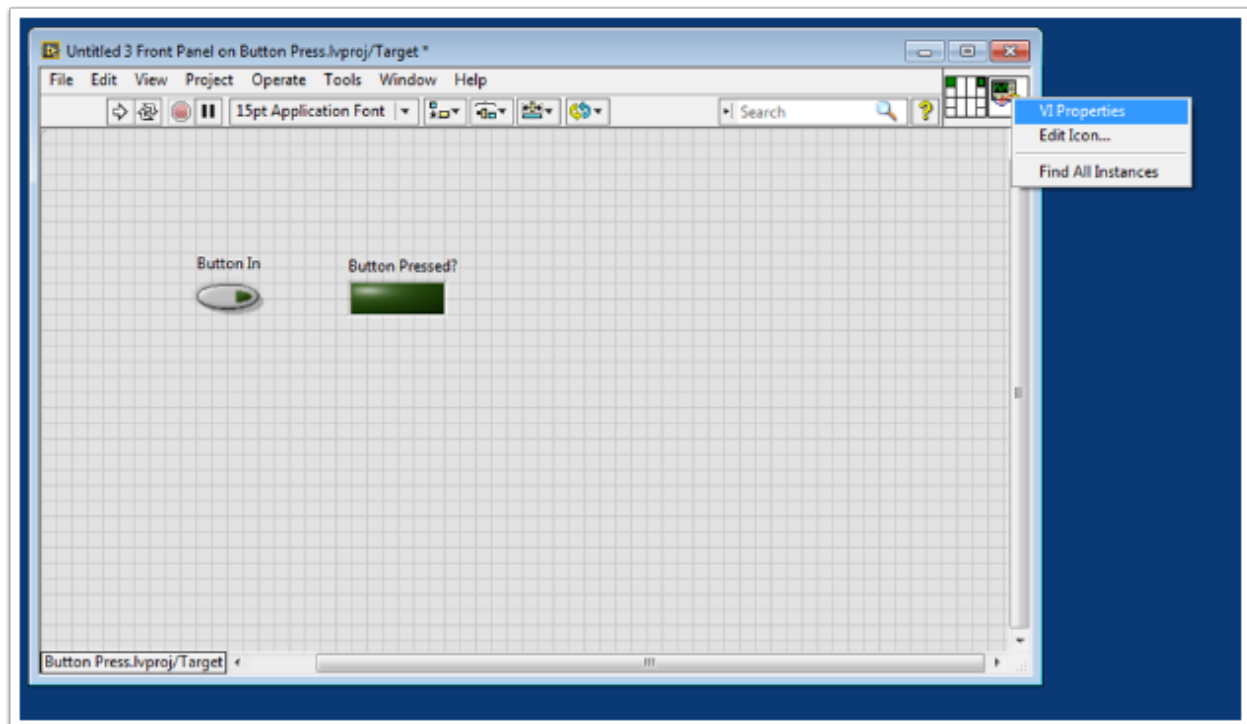 Untitled 3 Front Panel on Button Press.lvproj/Target *
File Edit View Project Operate Tools Window Help
15pt Application Font Search ?
VI Properties
Edit Icon...
Find All Instances
Button In Button Pressed?
Button Press.lvproj/Target